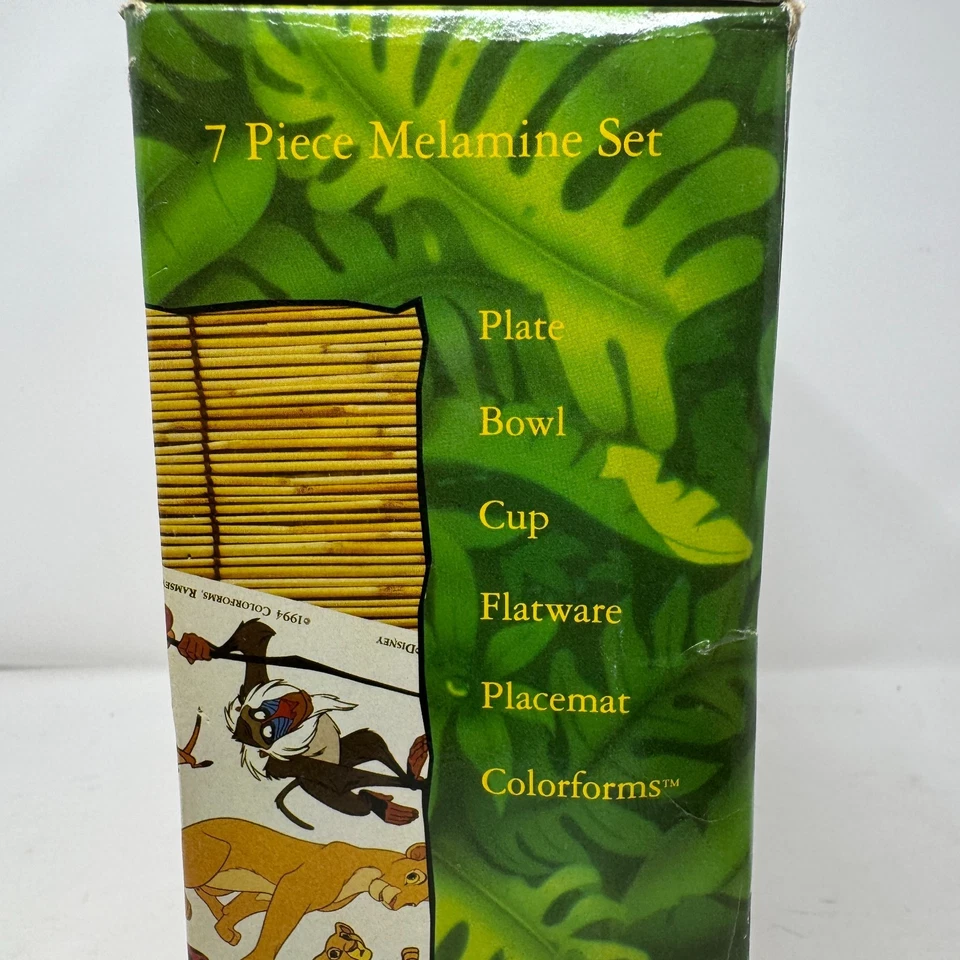 7 Piece Melamine Set
Plate
Bowl
Cup
Flatware
Placemat
Colorforms™
©1994 COLORFORMS, RAMSEY
©DISNEY